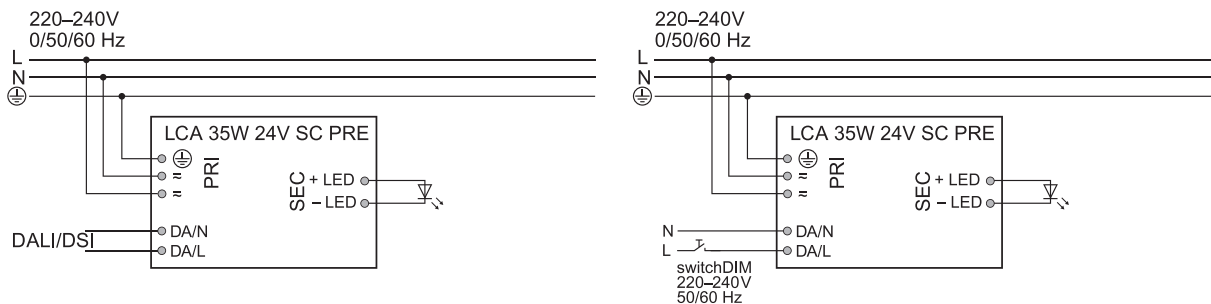 220–240V
0/50/60 Hz
L
N
LCA 35W 24V SC PRE
PRI
≂
≂
SEC
+ LED
– LED
DALI/DSI
DA/N
DA/L
220–240V
0/50/60 Hz
L
N
LCA 35W 24V SC PRE
PRI
≂
≂
SEC
+ LED
– LED
N
DA/N
L
DA/L
switchDIM
220–240V
50/60 Hz